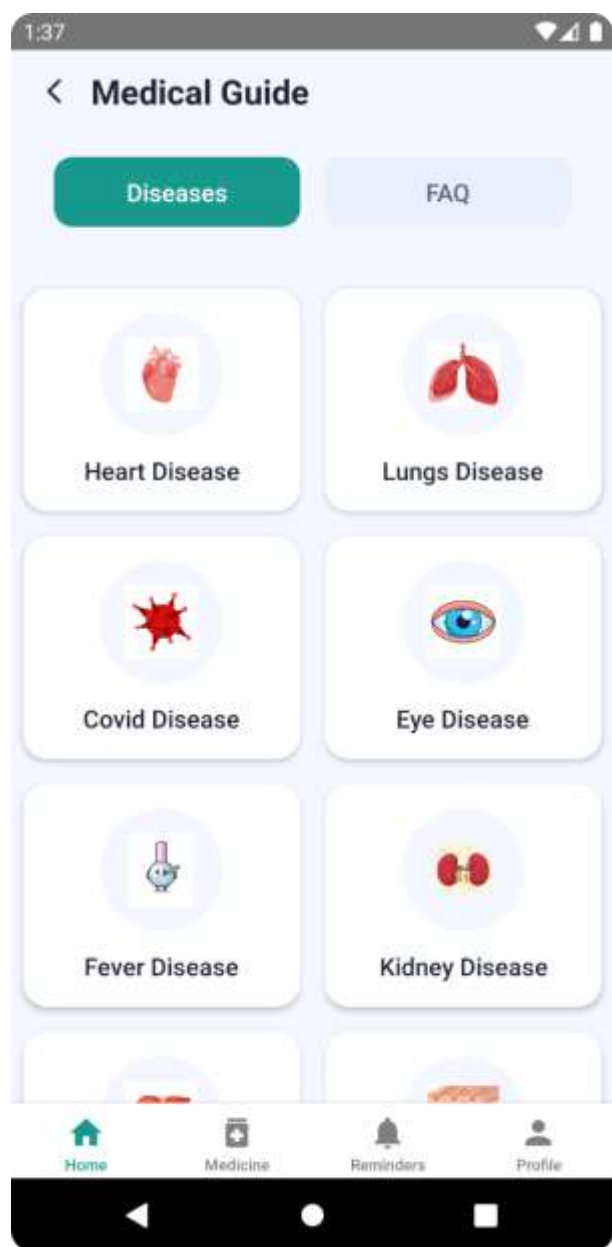 1:37
Medical Guide
Diseases FAQ
Heart Disease Lungs Disease
Covid Disease Eye Disease
Fever Disease Kidney Disease
Home Medicine Reminders Profile